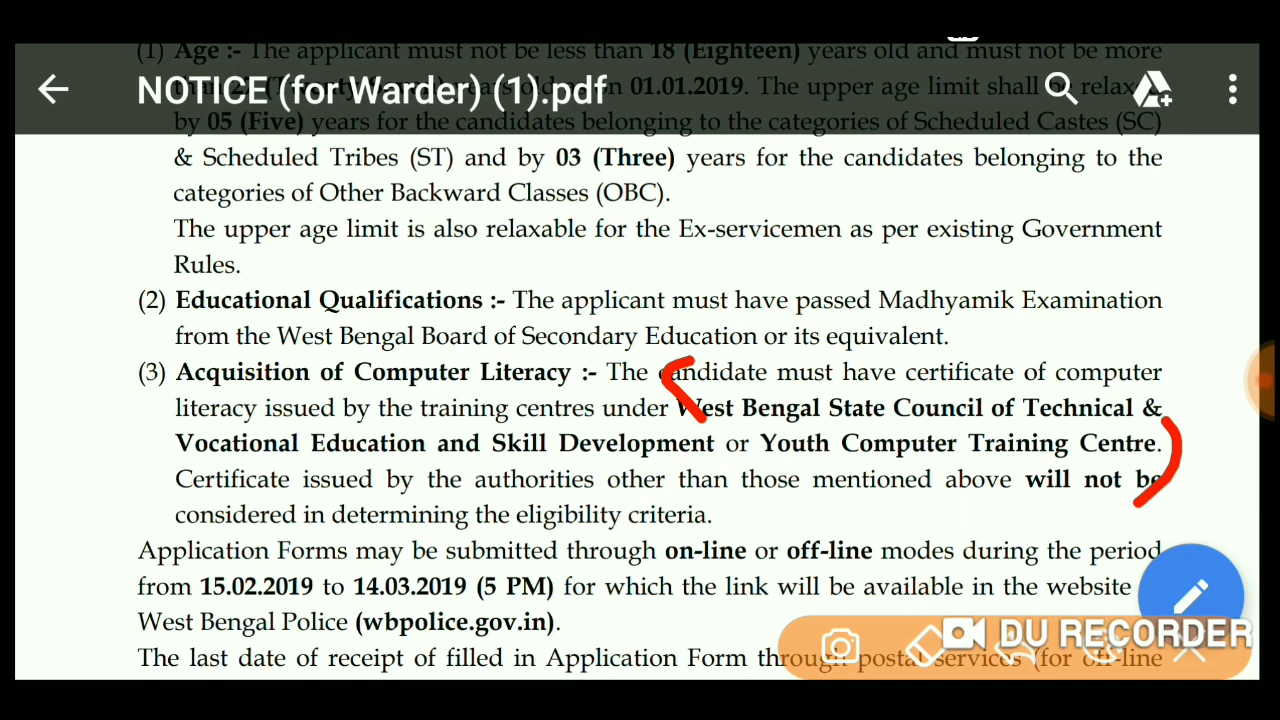 (1) Age :- The applicant must not be less than 18 (Eighteen) years old and must not be more
NOTICE (for Warder) (1).pdf
01.01.2019. The upper age limit shall be
by 05 (Five) years for the candidates belonging to the categories of Scheduled Castes (SC)
& Scheduled Tribes (ST) and by 03 (Three) years for the candidates belonging to the
categories of Other Backward Classes (OBC).
The upper age limit is also relaxable for the Ex-servicemen as per existing Government
Rules.
(2) Educational Qualifications :- The applicant must have passed Madhyamik Examination
from the West Bengal Board of Secondary Education or its equivalent.
(3) Acquisition of Computer Literacy :- The candidate must have certificate of computer
literacy issued by the training centres under West Bengal State Council of Technical &
Vocational Education and Skill Development or Youth Computer Training Centre.
Certificate issued by the authorities other than those mentioned above will not be
considered in determining the eligibility criteria.
Application Forms may be submitted through on-line or off-line modes during the period
from 15.02.2019 to 14.03.2019 (5 PM) for which the link will be available in the website
West Bengal Police (wbpolice.gov.in).
DU RECORDER
The last date of receipt of filled in Application Form through postal services (for off-line